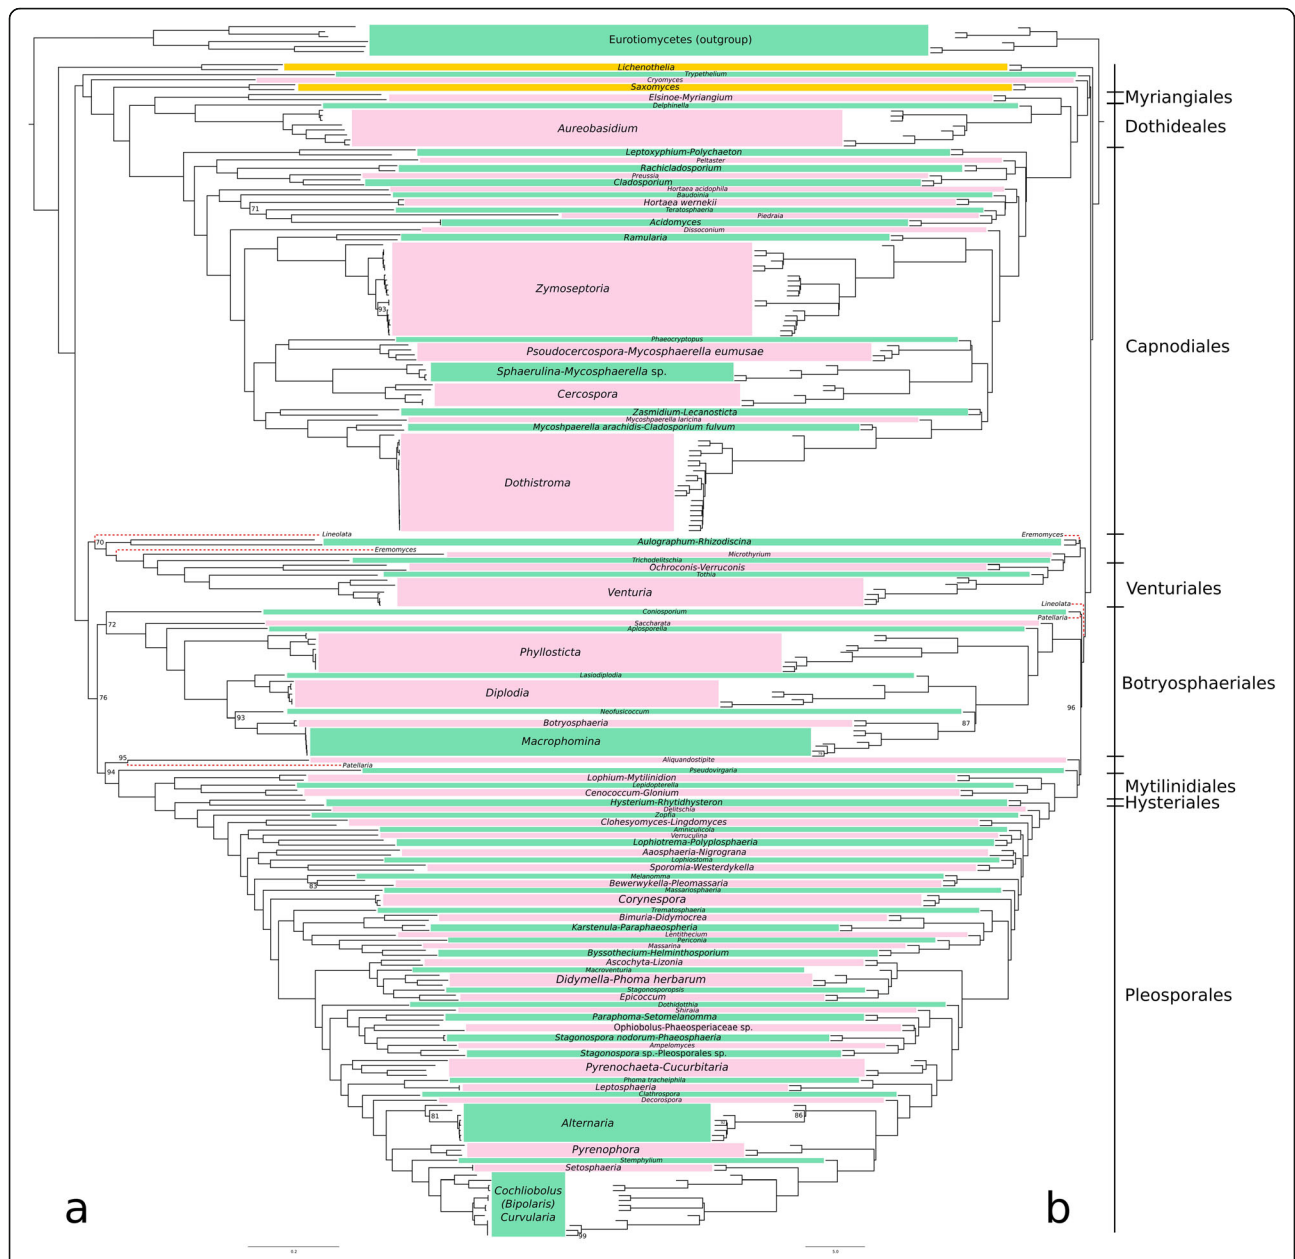 Eurotiomycetes (outgroup)
Lichenothelia
Trypethelium
Cryomyces
Saxomyces
Elsinoe-Myriangium
Myriangiales
Delphinella
Aureobasidium
Dothideales
Leptoxyphium-Polychaeton
Peltaster
Rachicladosporium
Preussia
Cladosporium
Hortaea acidophila
Baudoinia
Hortaea wernekii
71
Teratosphaeria
Piedraia
Acidomyces
Dissoconium
Ramularia
Zymoseptoria
93
Phaeocryptopus
Capnodiales
Psoudocercospora-Mycosphaerella eumusae
Sphaerulina-Mycosphaerella sp.
Cercospora
Zasmidium-Lecanosticta
Mycoshpaerella laricina
Mycoshpaerella arachidis-Cladosporium fulvum
Dothistroma
Lineolata
Eremomyces
70
Aulographum-Rhizodiscina
Eremomyces
Microthyrium
Trichodelitschia
Ochroconis-Verruconis
Tothia
Venturia
Venturiales
Lineolata
Coniosporium
Patellaria
72
Saccharata
Aplosporella
Phyllosticta
Lasiodiplodia
Botryosphaeriales
Diplodia
76
96
Neofusicoccum
93
Botryosphaeria
87
Macrophomina
95
Aliquandostipite
Patellaria
94
Pseudovirgaria
Lophium-Mytilinidion
Lepidopterella
Mytilinidiales
Cenococcum-Glonium
Hysterium-Rhytidhysteron
Hysteriales
Delitschia
Zopfia
Clohesyomyces-Lingdomyces
Amniculicola
Verruculina
Lophiotrema-Polyplosphaeria
Aaosphaeria-Nigrograna
Lophiostoma
Sporomia-Westerdykella
Melanomma
83
Bewerwykella-Pleomassaria
Massariosphaeria
Corynespora
Trematosphaeria
Bimuria-Didymocrea
Karstenula-Paraphaeospheria
Lentithecium
Periconia
Massarina
Byssothecium-Helminthosporium
Ascochyta-Lizonia
Macroventuria
Didymella-Phoma herbarum
Stagonosporopsis
Epicoccum
Pleosporales
Dothidotthia
Shiraia
Paraphoma-Setomelanomma
Ophiobolus-Phaeosperiaceae sp.
Stagonospora nodorum-Phaeosphaeria
Ampelomyces
Stagonospora sp.-Pleosporales sp.
Pyrenochaeta-Cucurbitaria
Phoma tracheiphila
Leptosphaeria
Clathrospora
Decorospora
81
86
Alternaria
Pyrenophora
Stemphylium
Setosphaeria
Cochliobolus
(Bipolaris)
Curvularia
99
a
b
0.2
5.0